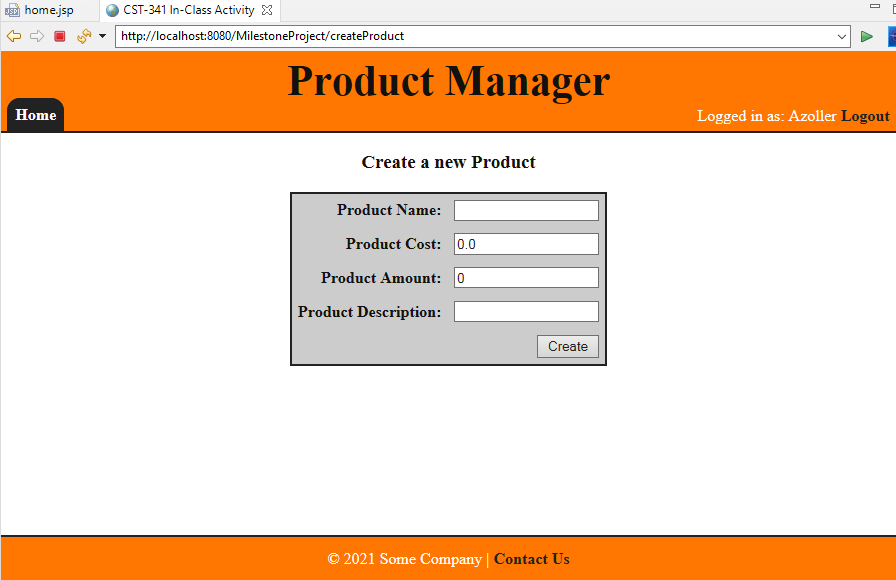 home.jsp
CST-341 In-Class Activity
http://localhost:8080/MilestoneProject/createProduct
Product Manager
Home
Logged in as: Azoller Logout
Create a new Product
Product Name:
Product Cost: 0.0
Product Amount: 0
Product Description:
Create
© 2021 Some Company | Contact Us